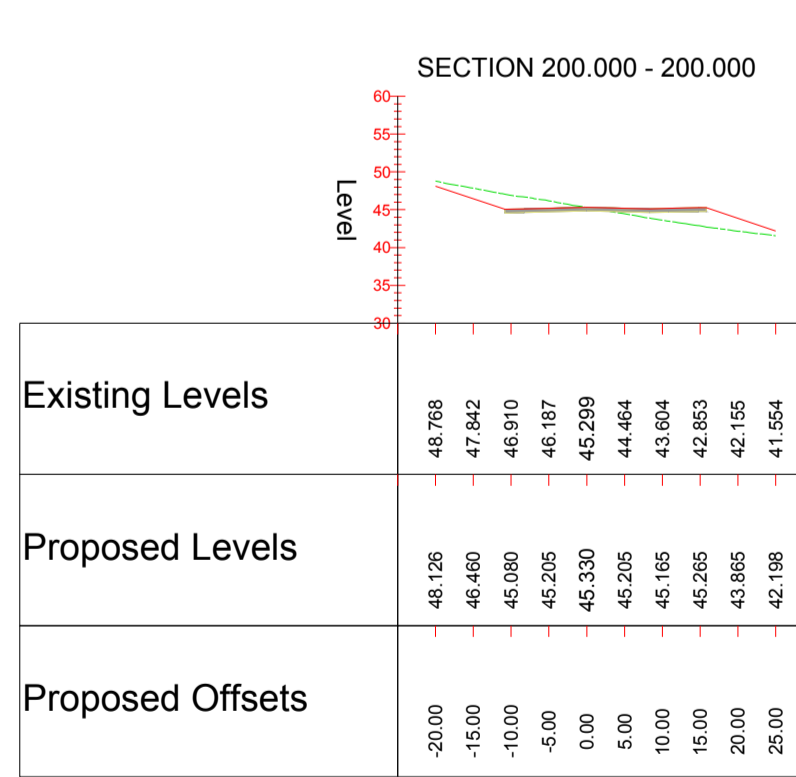 SECTION 200.000 - 200.000
60
55
50
45
40
35
30
Level
Existing Levels
48.768 47.842 46.910 46.187 45.299 44.464 43.604 42.853 42.155 41.554
Proposed Levels
48.126 46.460 45.080 45.205 45.330 45.205 45.165 45.265 43.865 42.198
Proposed Offsets
-20.00 -15.00 -10.00 -5.00 0.00 5.00 10.00 15.00 20.00 25.00